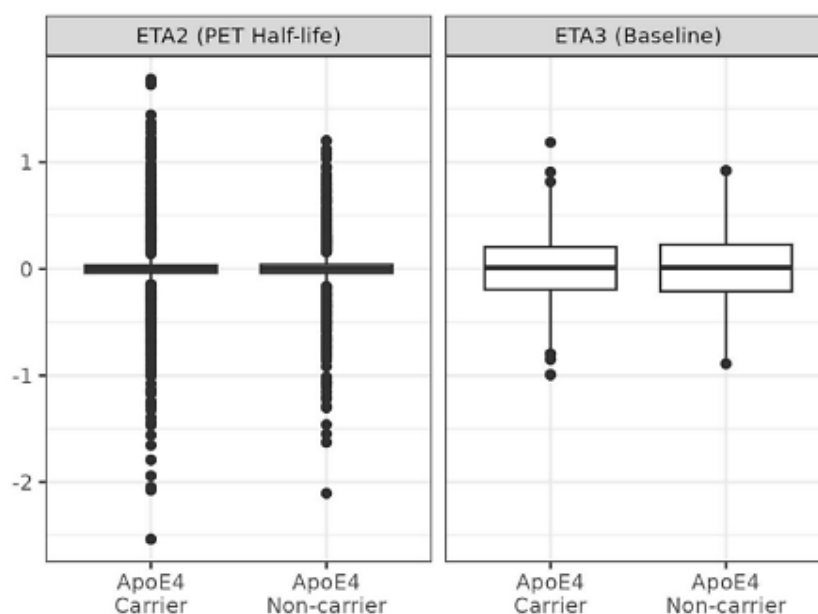 ETA2 (PET Half-life)
ETA3 (Baseline)
1
0
-1
-2
ApoE4
Carrier
ApoE4
Non-carrier
ApoE4
Carrier
ApoE4
Non-carrier